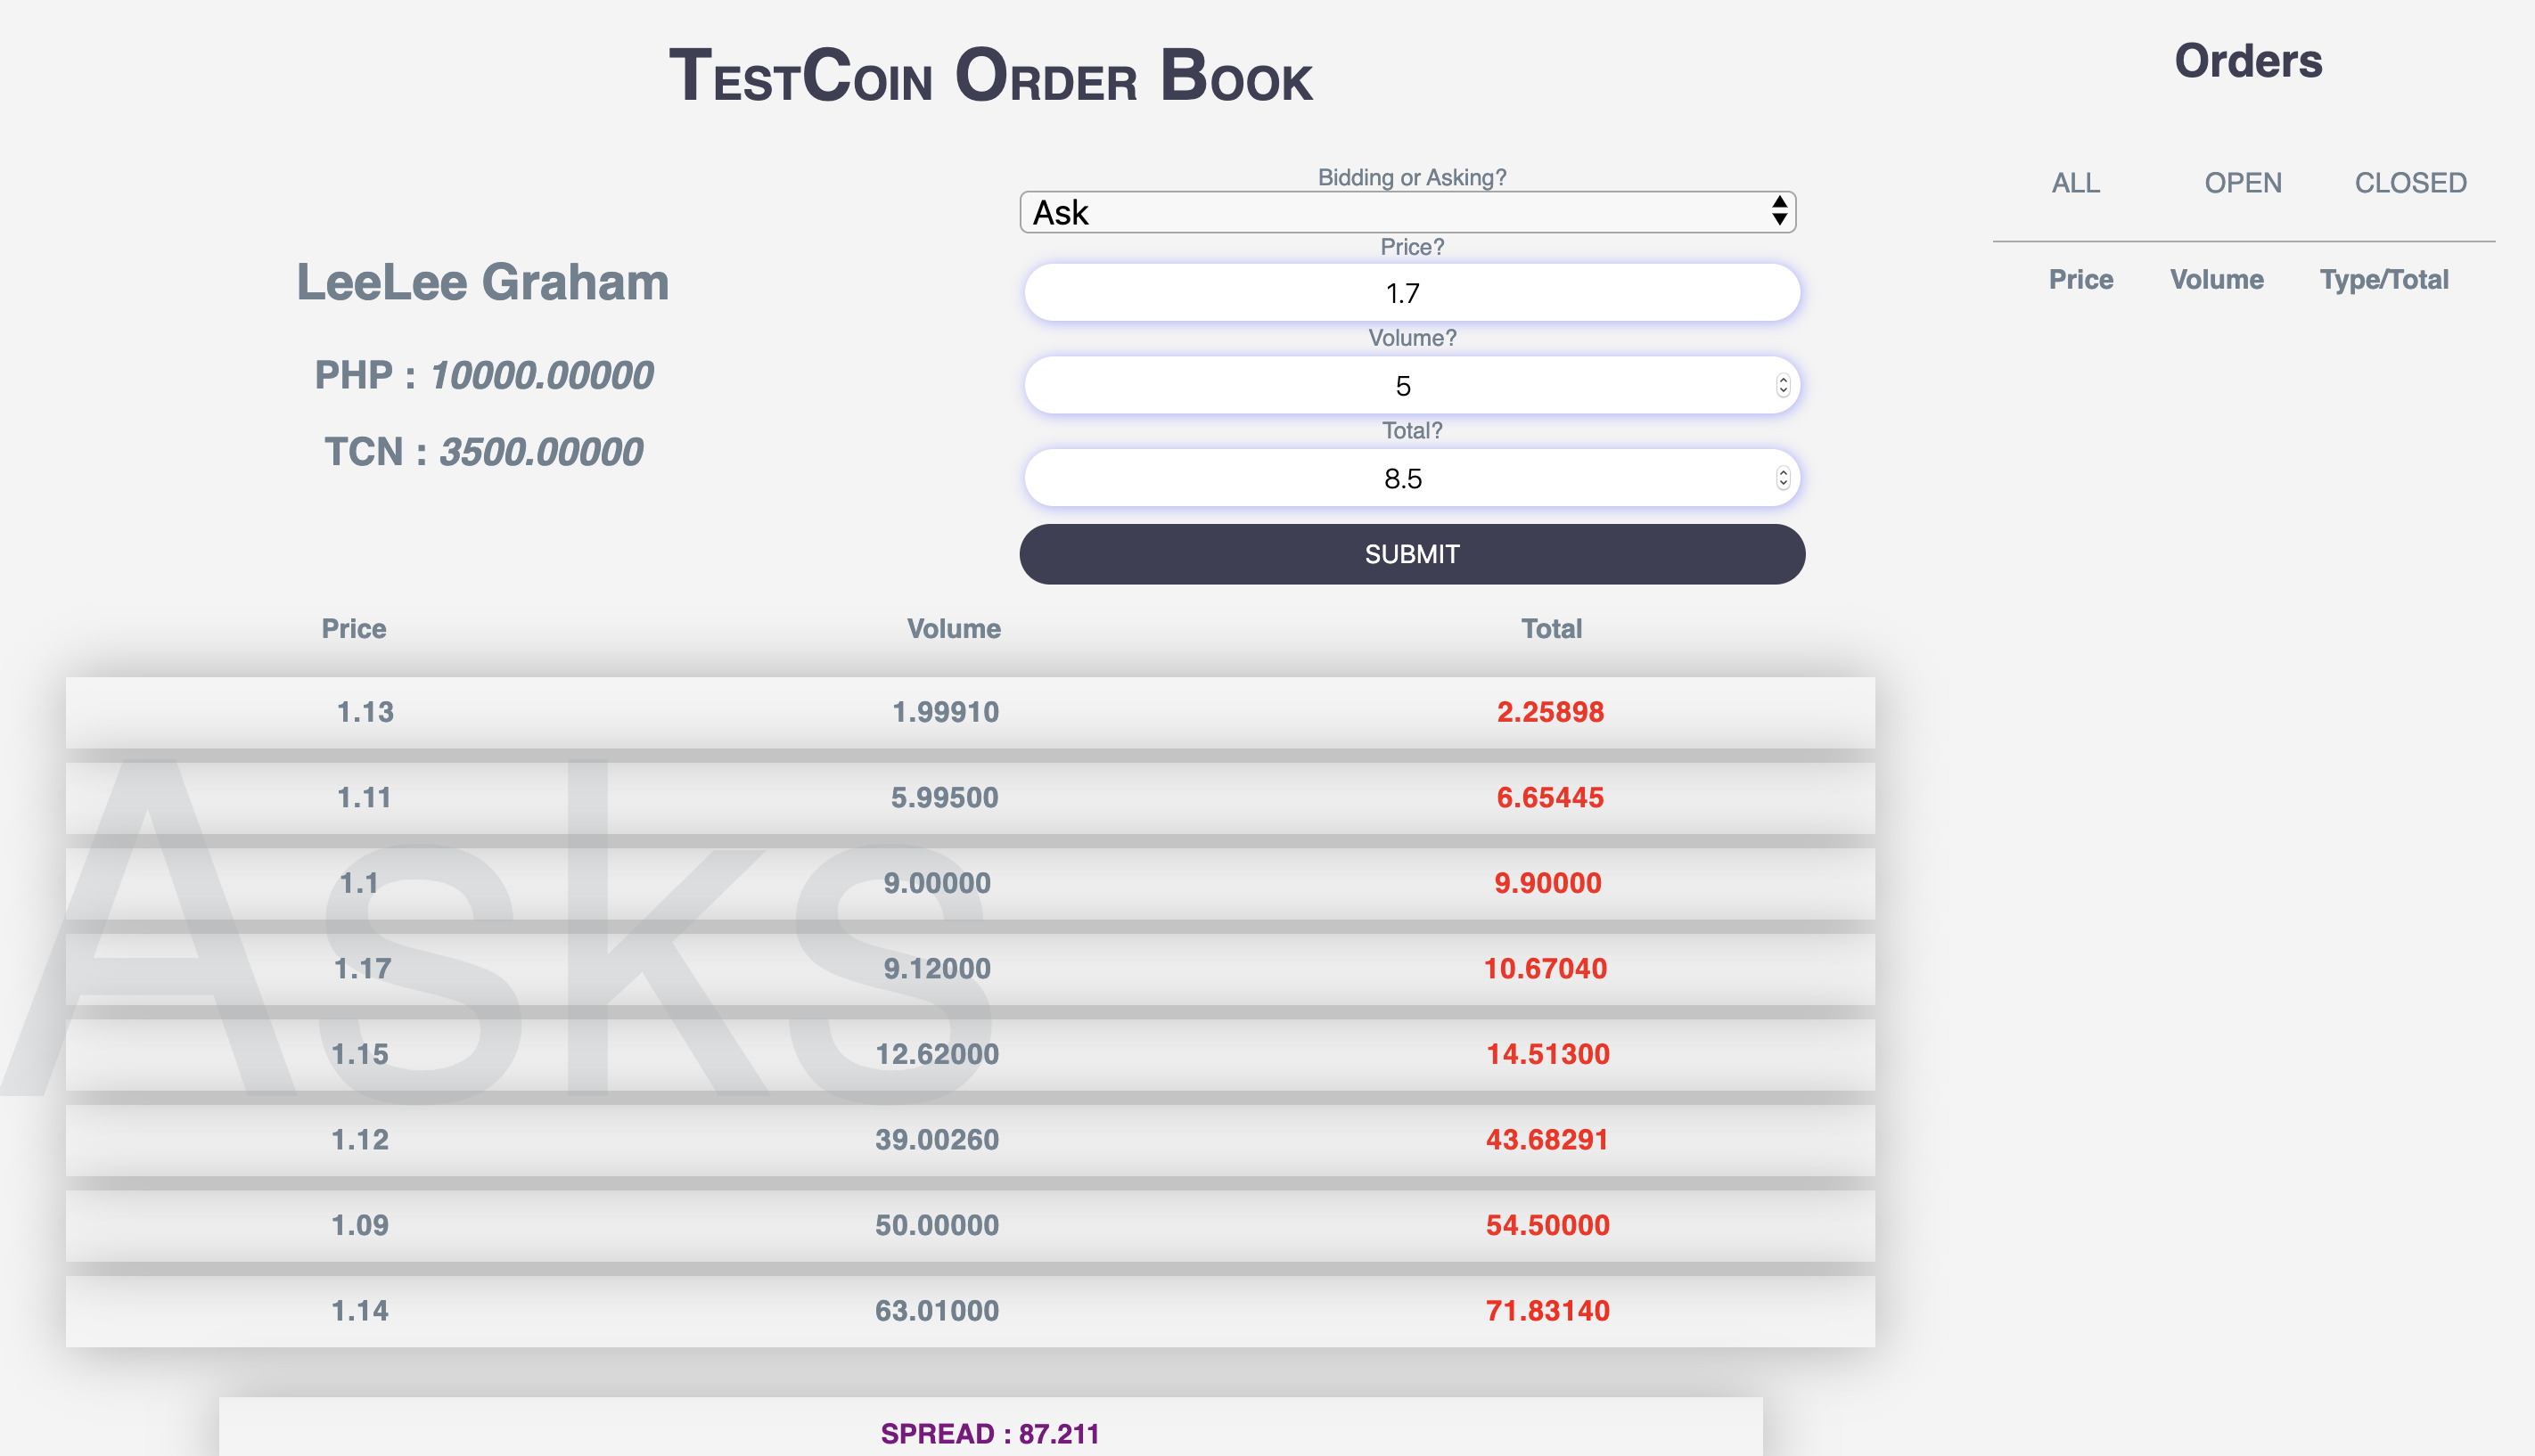 TestCoin Order Book
LeeLee Graham
PHP : 10000.00000
TCN : 3500.00000
Bidding or Asking?
Ask
Price?
1.7
Volume?
5
Total?
8.5
SUBMIT
Orders
ALL OPEN CLOSED
Price Volume Type/Total
Price Volume Total
1.13 1.99910 2.25898
1.11 5.99500 6.65445
1.1 9.00000 9.90000
1.17 9.12000 10.67040
1.15 12.62000 14.51300
1.12 39.00260 43.68291
1.09 50.00000 54.50000
1.14 63.01000 71.83140
Asks
SPREAD : 87.211